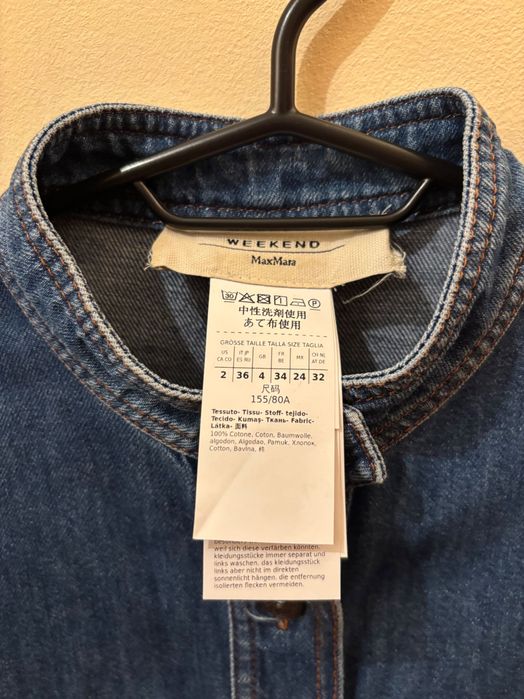 WEEKEND
MaxMara
30 P
中性洗剤使用
あて布使用
GRÖSSE TAILLE TALLA SIZE TAGLIA
US CA CO IT JP ES RU GB FR BE MX CH NL AT DE
2 36 4 34 24 32
尺码
155/80A
Tessuto- Tissu- Stoff- tejido-
Tecido- Kumaş- Ткань- Fabric-
Látka- 面料
100% Cotone, Coton, Baumwolle,
algodon, Algodao, Pamuk, Хлопок,
Cotton, Bavlna, 棉
weil sich diese verfärben könnten.
kleidungsstücke immer separat und
links waschen. das kleidungsstück
links aber nicht im direkten
sonnenlicht hängen. die entfernung
isolierten flecken vermeiden.